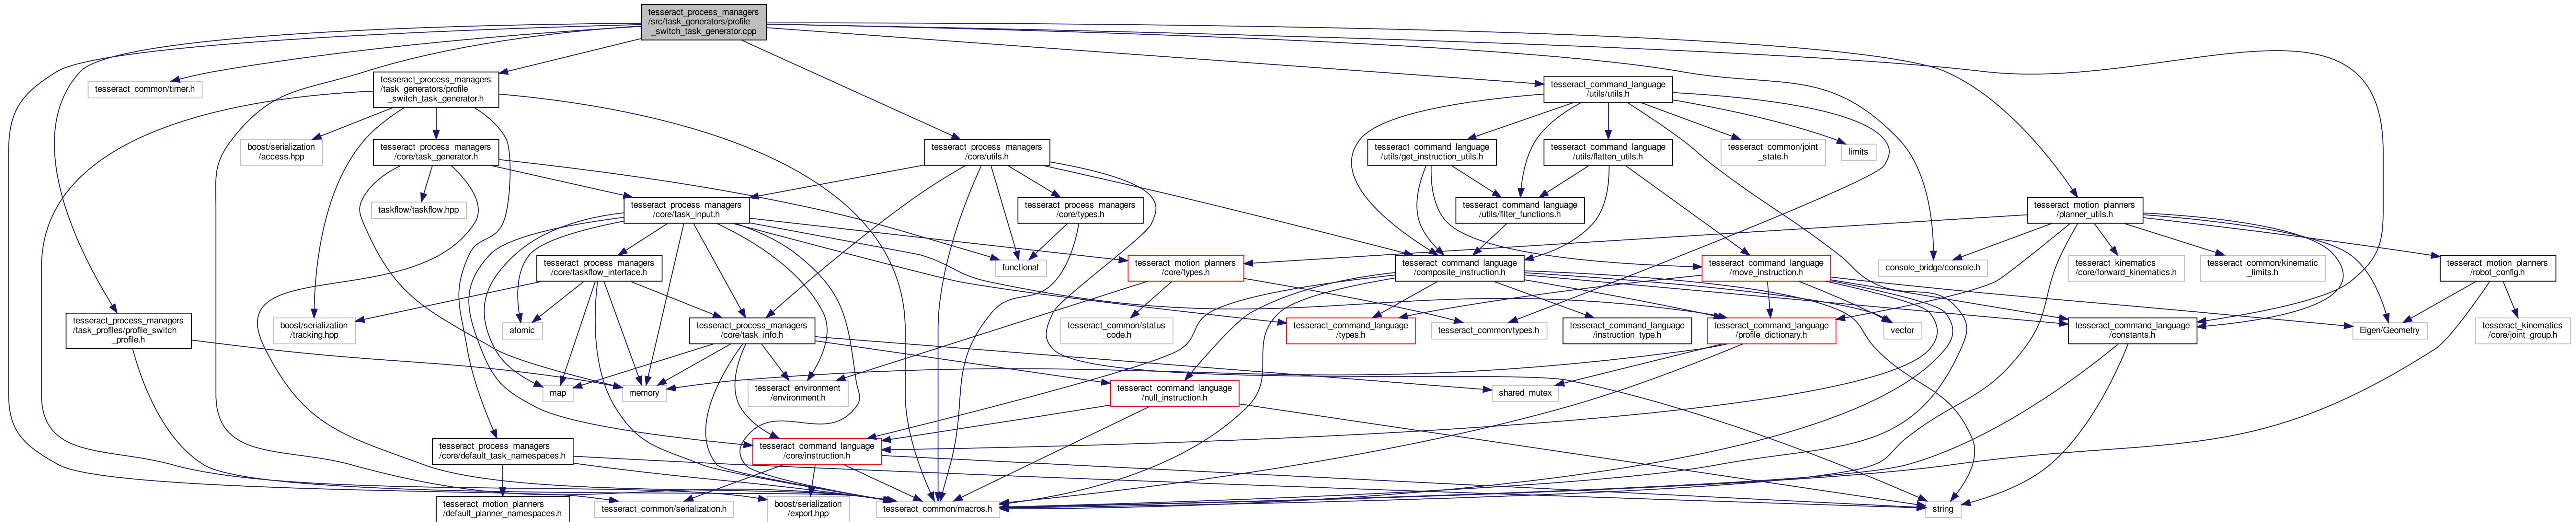 tesseract_process_managers
/src/task_generators/profile
_switch_task_generator.cpp
tesseract_common/timer.h
tesseract_process_managers
/task_generators/profile
_switch_task_generator.h
tesseract_command_language
/utils/utils.h
boost/serialization
/access.hpp
tesseract_process_managers
/core/task_generator.h
tesseract_process_managers
/core/utils.h
tesseract_command_language
/utils/get_instruction_utils.h
tesseract_command_language
/utils/flatten_utils.h
tesseract_common/joint
_state.h
limits
taskflow/taskflow.hpp
tesseract_process_managers
/core/task_input.h
tesseract_process_managers
/core/types.h
tesseract_command_language
/utils/filter_functions.h
tesseract_motion_planners
/planner_utils.h
tesseract_process_managers
/core/taskflow_interface.h
functional
tesseract_motion_planners
/core/types.h
tesseract_command_language
/composite_instruction.h
tesseract_command_language
/move_instruction.h
console_bridge/console.h
tesseract_kinematics
/core/forward_kinematics.h
tesseract_common/kinematic
_limits.h
tesseract_motion_planners
/robot_config.h
tesseract_process_managers
/task_profiles/profile_switch
_profile.h
boost/serialization
/tracking.hpp
atomic
tesseract_process_managers
/core/task_info.h
tesseract_common/status
_code.h
tesseract_command_language
/types.h
tesseract_common/types.h
tesseract_command_language
/instruction_type.h
tesseract_command_language
/profile_dictionary.h
vector
tesseract_command_language
/constants.h
Eigen/Geometry
tesseract_kinematics
/core/joint_group.h
map
memory
tesseract_environment
/environment.h
tesseract_command_language
/null_instruction.h
shared_mutex
tesseract_process_managers
/core/default_task_namespaces.h
tesseract_command_language
/core/instruction.h
tesseract_motion_planners
/default_planner_namespaces.h
tesseract_common/serialization.h
boost/serialization
/export.hpp
tesseract_common/macros.h
string